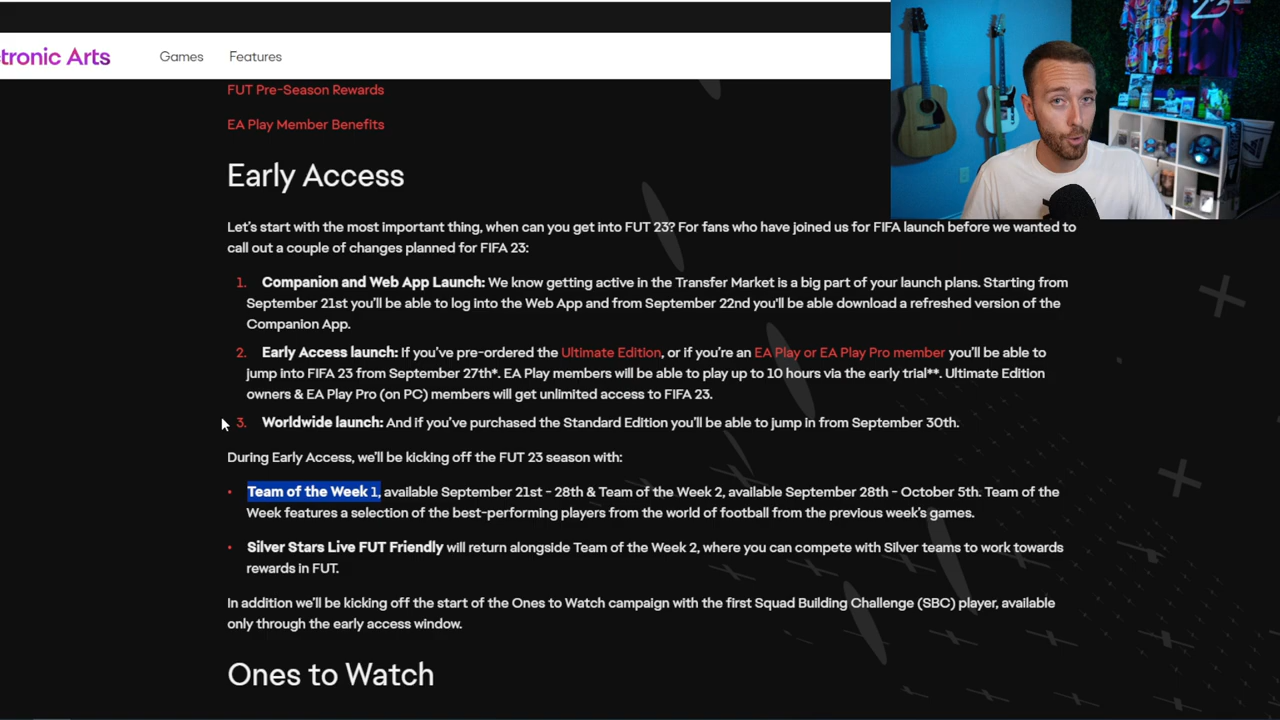 tronic Arts
Games
Features
FUT Pre-Season Rewards
EA Play Member Benefits
Early Access
Let's start with the most important thing, when can you get into FUT 23? For fans who have joined us for FIFA launch before we wanted to
call out a couple of changes planned for FIFA 23:
1. Companion and Web App Launch: We know getting active in the Transfer Market is a big part of your launch plans. Starting from
September 21st you'll be able to log into the Web App and from September 22nd you'll be able download a refreshed version of the
Companion App.
2. Early Access launch: If you've pre-ordered the Ultimate Edition, or if you're an EA Play or EA Play Pro member you'll be able to
jump into FIFA 23 from September 27th*. EA Play members will be able to play up to 10 hours via the early trial**. Ultimate Edition
owners & EA Play Pro (on PC) members will get unlimited access to FIFA 23.
3. Worldwide launch: And if you've purchased the Standard Edition you'll be able to jump in from September 30th.
During Early Access, we'll be kicking off the FUT 23 season with:
• Team of the Week 1, available September 21st - 28th & Team of the Week 2, available September 28th - October 5th. Team of the
Week features a selection of the best-performing players from the world of football from the previous week's games.
• Silver Stars Live FUT Friendly will return alongside Team of the Week 2, where you can compete with Silver teams to work towards
rewards in FUT.
In addition we'll be kicking off the start of the Ones to Watch campaign with the first Squad Building Challenge (SBC) player, available
only through the early access window.
Ones to Watch
23